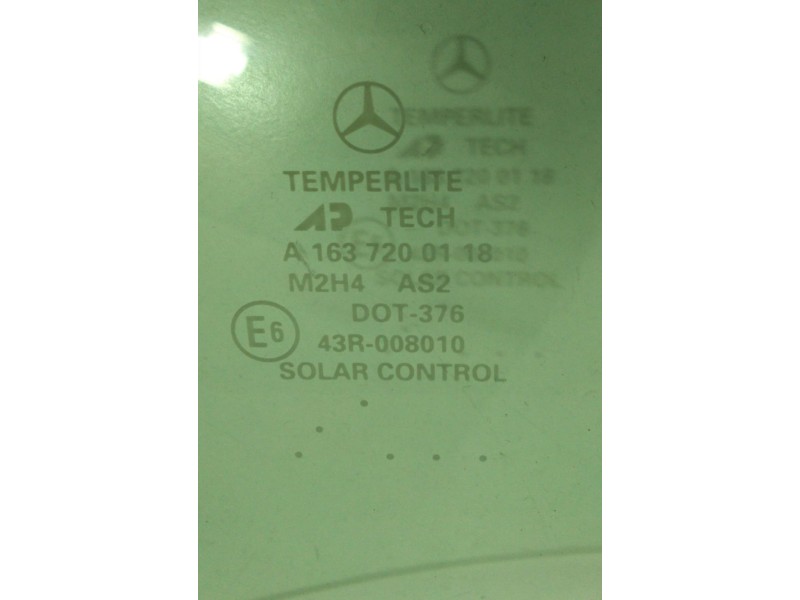 TEMPERLITE
AP TECH
A 163 720 01 18
M2H4 AS2
DOT-376
E6 43R-008010
SOLAR CONTROL